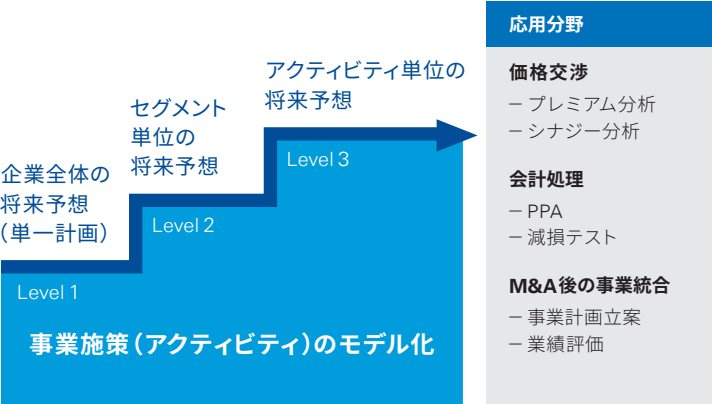 企業全体の
将来予想
（単一計画）
Level 1
セグメント
単位の
将来予想
Level 2
アクティビティ単位の
将来予想
Level 3
事業施策（アクティビティ）のモデル化
応用分野
価格交渉
− プレミアム分析
− シナジー分析
会計処理
− PPA
− 減損テスト
M&A後の事業統合
− 事業計画立案
− 業績評価